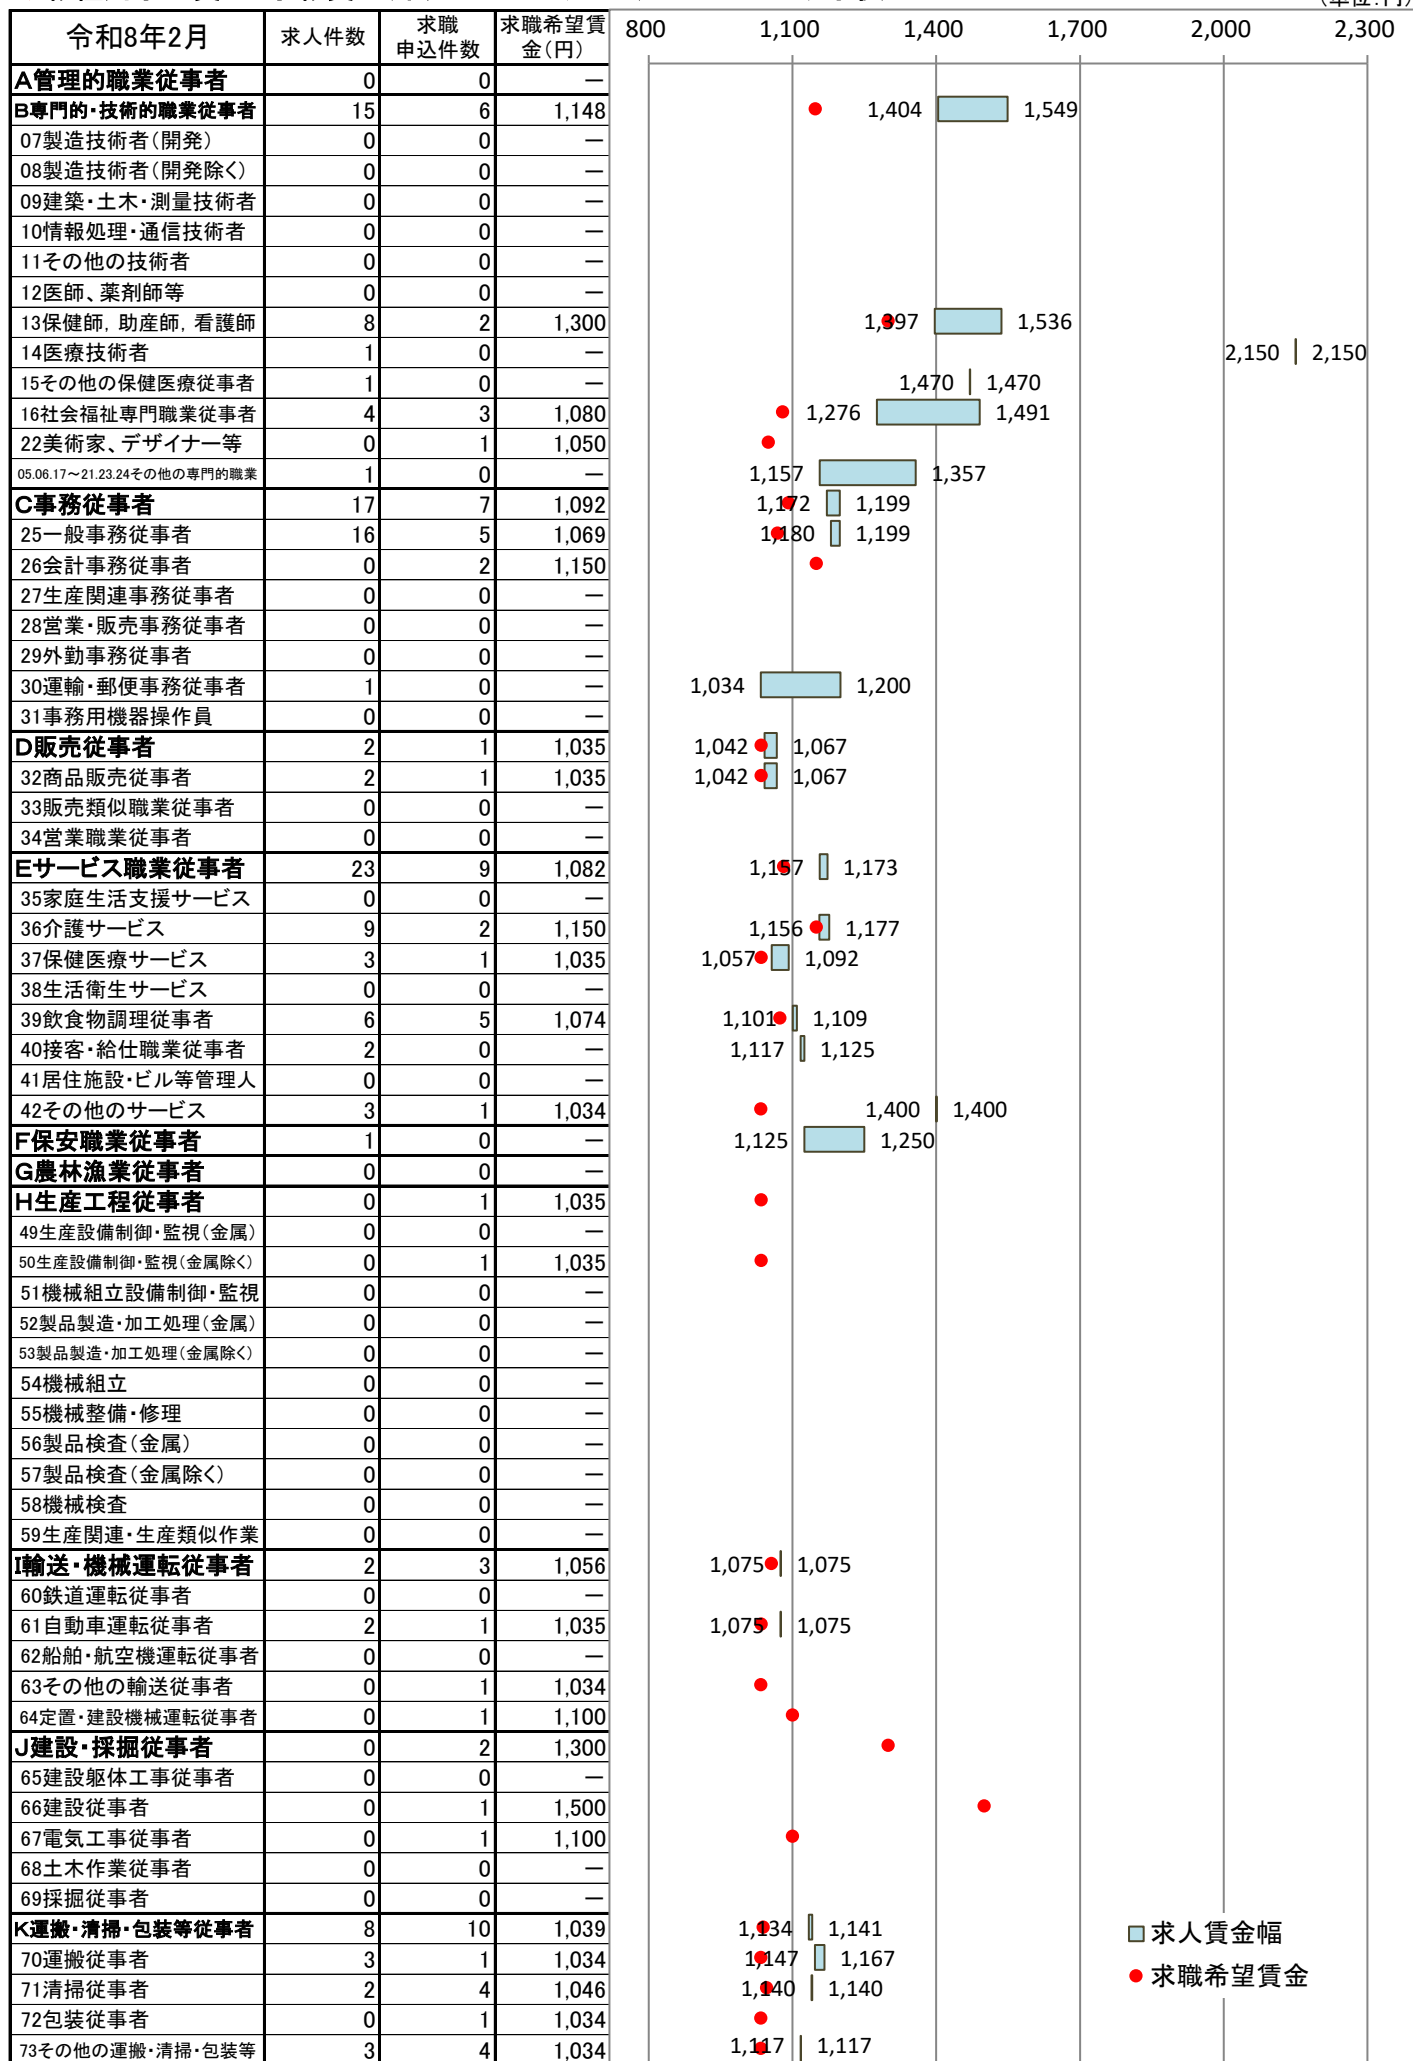 (単位:円)
令和8年2月 求人件数 求職申込件数 求職希望賃金(円) 800 1,100 1,400 1,700 2,000 2,300
A管理的職業従事者 0 0 ―
B専門的・技術的職業従事者 15 6 1,148 1,404 1,549
07製造技術者(開発) 0 0 ―
08製造技術者(開発除く) 0 0 ―
09建築・土木・測量技術者 0 0 ―
10情報処理・通信技術者 0 0 ―
11その他の技術者 0 0 ―
12医師、薬剤師等 0 0 ―
13保健師,助産師,看護師 8 2 1,300 1,397 1,536
14医療技術者 1 0 ― 2,150 2,150
15その他の保健医療従事者 1 0 ― 1,470 1,470
16社会福祉専門職業従事者 4 3 1,080 1,276 1,491
22美術家、デザイナー等 0 1 1,050
05.06.17～21.23.24その他の専門的職業 1 0 ― 1,157 1,357
C事務従事者 17 7 1,092 1,172 1,199
25一般事務従事者 16 5 1,069 1,180 1,199
26会計事務従事者 0 2 1,150
27生産関連事務従事者 0 0 ―
28営業・販売事務従事者 0 0 ―
29外勤事務従事者 0 0 ―
30運輸・郵便事務従事者 1 0 ― 1,034 1,200
31事務用機器操作員 0 0 ―
D販売従事者 2 1 1,035 1,042 1,067
32商品販売従事者 2 1 1,035 1,042 1,067
33販売類似職業従事者 0 0 ―
34営業職業従事者 0 0 ―
Eサービス職業従事者 23 9 1,082 1,157 1,173
35家庭生活支援サービス 0 0 ―
36介護サービス 9 2 1,150 1,156 1,177
37保健医療サービス 3 1 1,035 1,057 1,092
38生活衛生サービス 0 0 ―
39飲食物調理従事者 6 5 1,074 1,101 1,109
40接客・給仕職業従事者 2 0 ― 1,117 1,125
41居住施設・ビル等管理人 0 0 ―
42その他のサービス 3 1 1,034 1,400 1,400
F保安職業従事者 1 0 ― 1,125 1,250
G農林漁業従事者 0 0 ―
H生産工程従事者 0 1 1,035
49生産設備制御・監視(金属) 0 0 ―
50生産設備制御・監視(金属除く) 0 1 1,035
51機械組立設備制御・監視 0 0 ―
52製品製造・加工処理(金属) 0 0 ―
53製品製造・加工処理(金属除く) 0 0 ―
54機械組立 0 0 ―
55機械整備・修理 0 0 ―
56製品検査(金属) 0 0 ―
57製品検査(金属除く) 0 0 ―
58機械検査 0 0 ―
59生産関連・生産類似作業 0 0 ―
I輸送・機械運転従事者 2 3 1,056 1,075 1,075
60鉄道運転従事者 0 0 ―
61自動車運転従事者 2 1 1,035 1,075 1,075
62船舶・航空機運転従事者 0 0 ―
63その他の輸送従事者 0 1 1,034
64定置・建設機械運転従事者 0 1 1,100
J建設・採掘従事者 0 2 1,300
65建設躯体工事従事者 0 0 ―
66建設従事者 0 1 1,500
67電気工事従事者 0 1 1,100
68土木作業従事者 0 0 ―
69採掘従事者 0 0 ―
K運搬・清掃・包装等従事者 8 10 1,039 1,134 1,141 求人賃金幅
70運搬従事者 3 1 1,034 1,147 1,167 求職希望賃金
71清掃従事者 2 4 1,046 1,140 1,140
72包装従事者 0 1 1,034
73その他の運搬・清掃・包装等 3 4 1,034 1,117 1,117